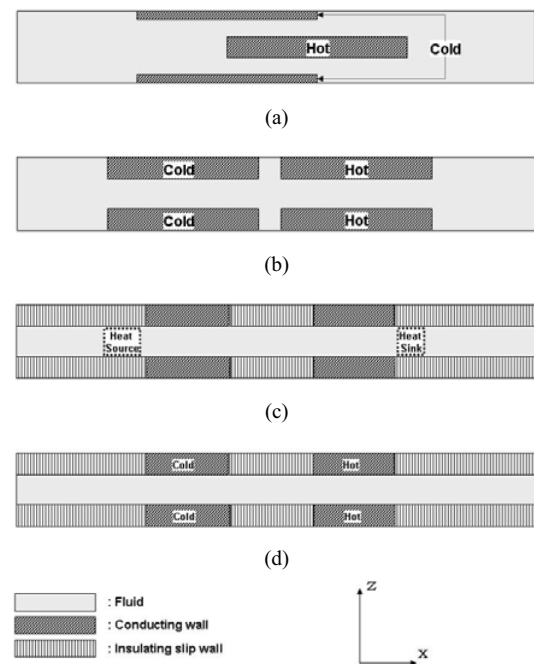 Hot
Cold
(a)
Cold
Hot
Cold
Hot
(b)
Heat
Source
Heat
Sink
(c)
Cold
Hot
Cold
Hot
(d)
: Fluid
: Conducting wall
: Insulating slip wall
Z
X